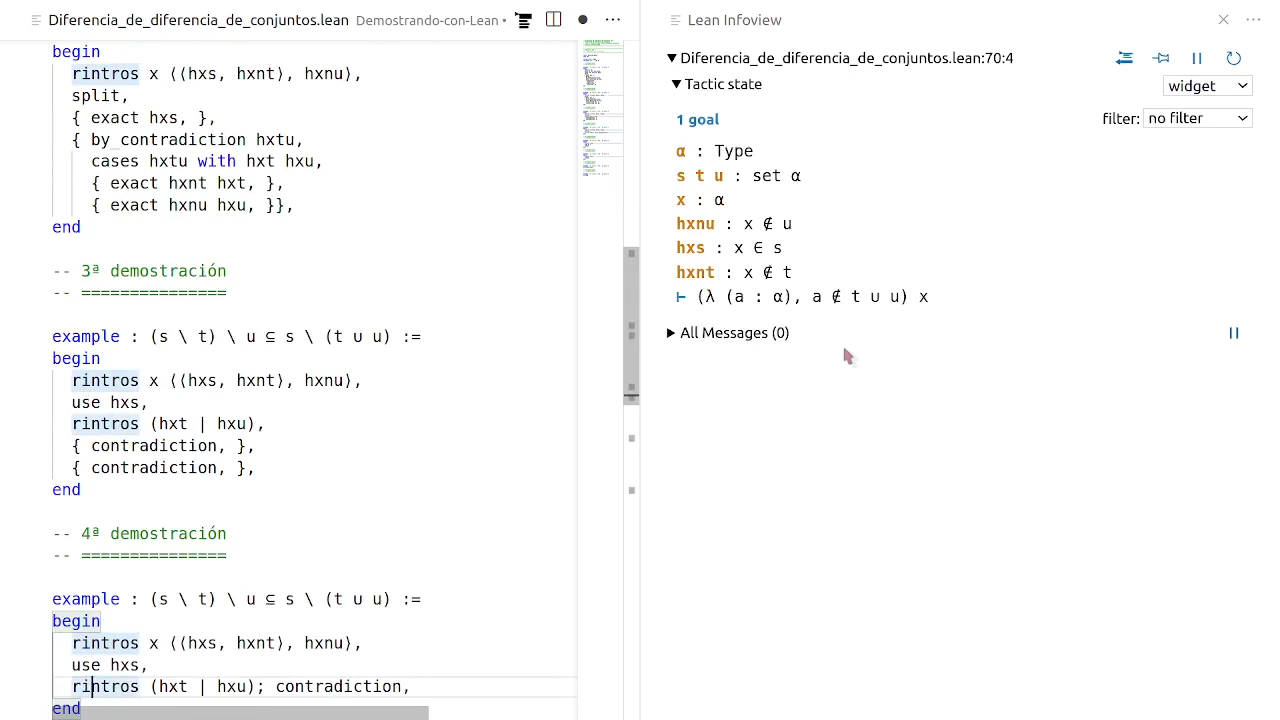 Diferencia_de_diferencia_de_conjuntos.lean Demostrando-con-Lean •
begin
rintros x ⟨⟨hxs, hxnt⟩, hxnu⟩,
split,
{ exact hxs, },
{ by_contradiction hxtu,
cases hxtu with hxt hxu,
{ exact hxnt hxt, },
{ exact hxnu hxu, }},
end
-- 3ª demostración
-- ===============
example : (s \ t) \ u ⊆ s \ (t ∪ u) :=
begin
rintros x ⟨⟨hxs, hxnt⟩, hxnu⟩,
use hxs,
rintros (hxt | hxu),
{ contradiction, },
{ contradiction, },
end
-- 4ª demostración
-- ===============
example : (s \ t) \ u ⊆ s \ (t ∪ u) :=
begin
rintros x ⟨⟨hxs, hxnt⟩, hxnu⟩,
use hxs,
rintros (hxt | hxu); contradiction,
end
Lean Infoview
Diferencia_de_diferencia_de_conjuntos.lean:70:4
Tactic state
widget
1 goal
filter: no filter
α : Type
s t u : set α
x : α
hxnu : x ∉ u
hxs : x ∈ s
hxnt : x ∉ t
⊢ (λ (a : α), a ∉ t ∪ u) x
All Messages (0)